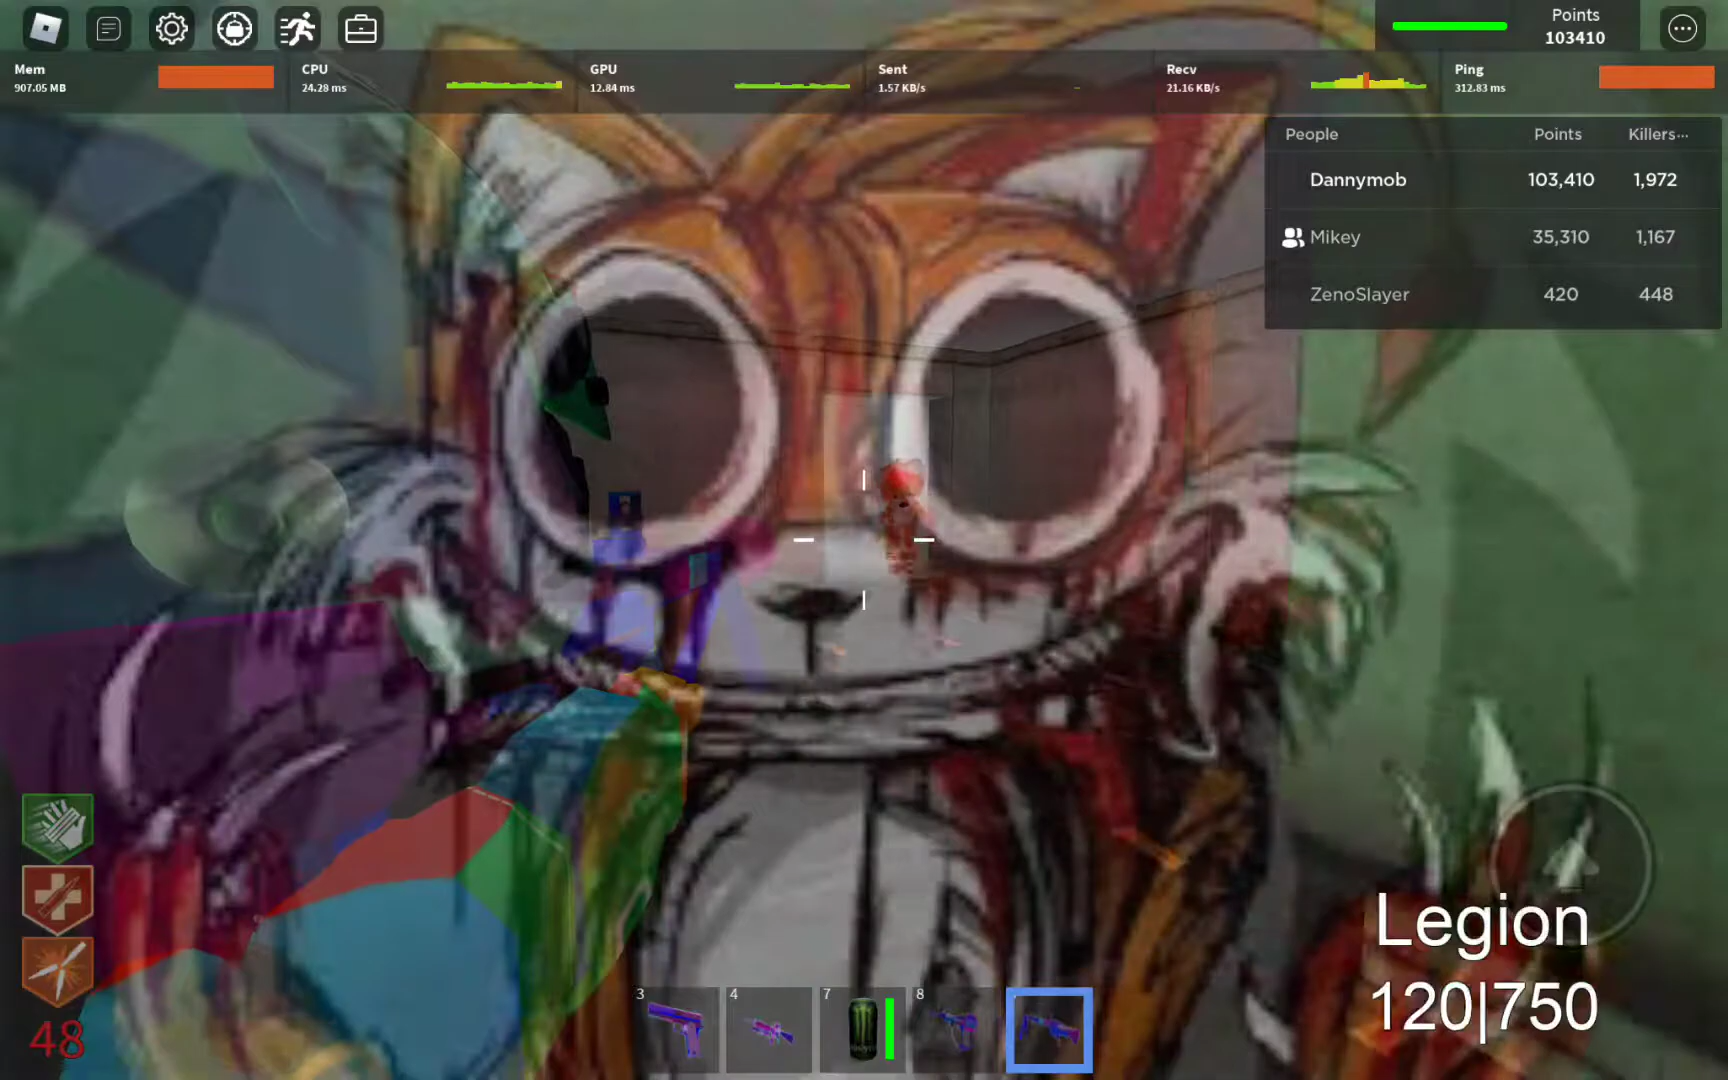 Points
103410
Mem
907.05 MB
CPU
24.28 ms
GPU
12.84 ms
Sent
1.57 KB/s
Recv
21.16 KB/s
Ping
312.83 ms
People Points Killers...
Dannymob 103,410 1,972
Mikey 35,310 1,167
ZenoSlayer 420 448
Legion
120|750
48
3
4
7
8